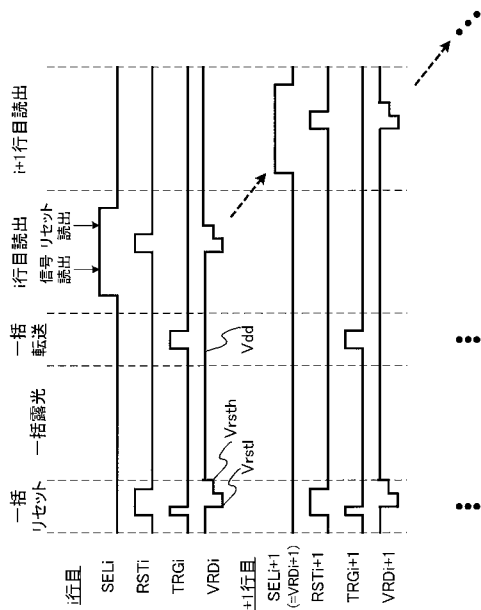 一括
リセット
一括露光
一括
転送
i行目読出
信号
読出
リセット
読出
i+1行目読出
i行目
SELi
RSTi
TRGi
VRDi
Vrsth
Vrstl
Vdd
+1行目
SELi+1
(=VRDi+1)
RSTi+1
TRGi+1
VRDi+1